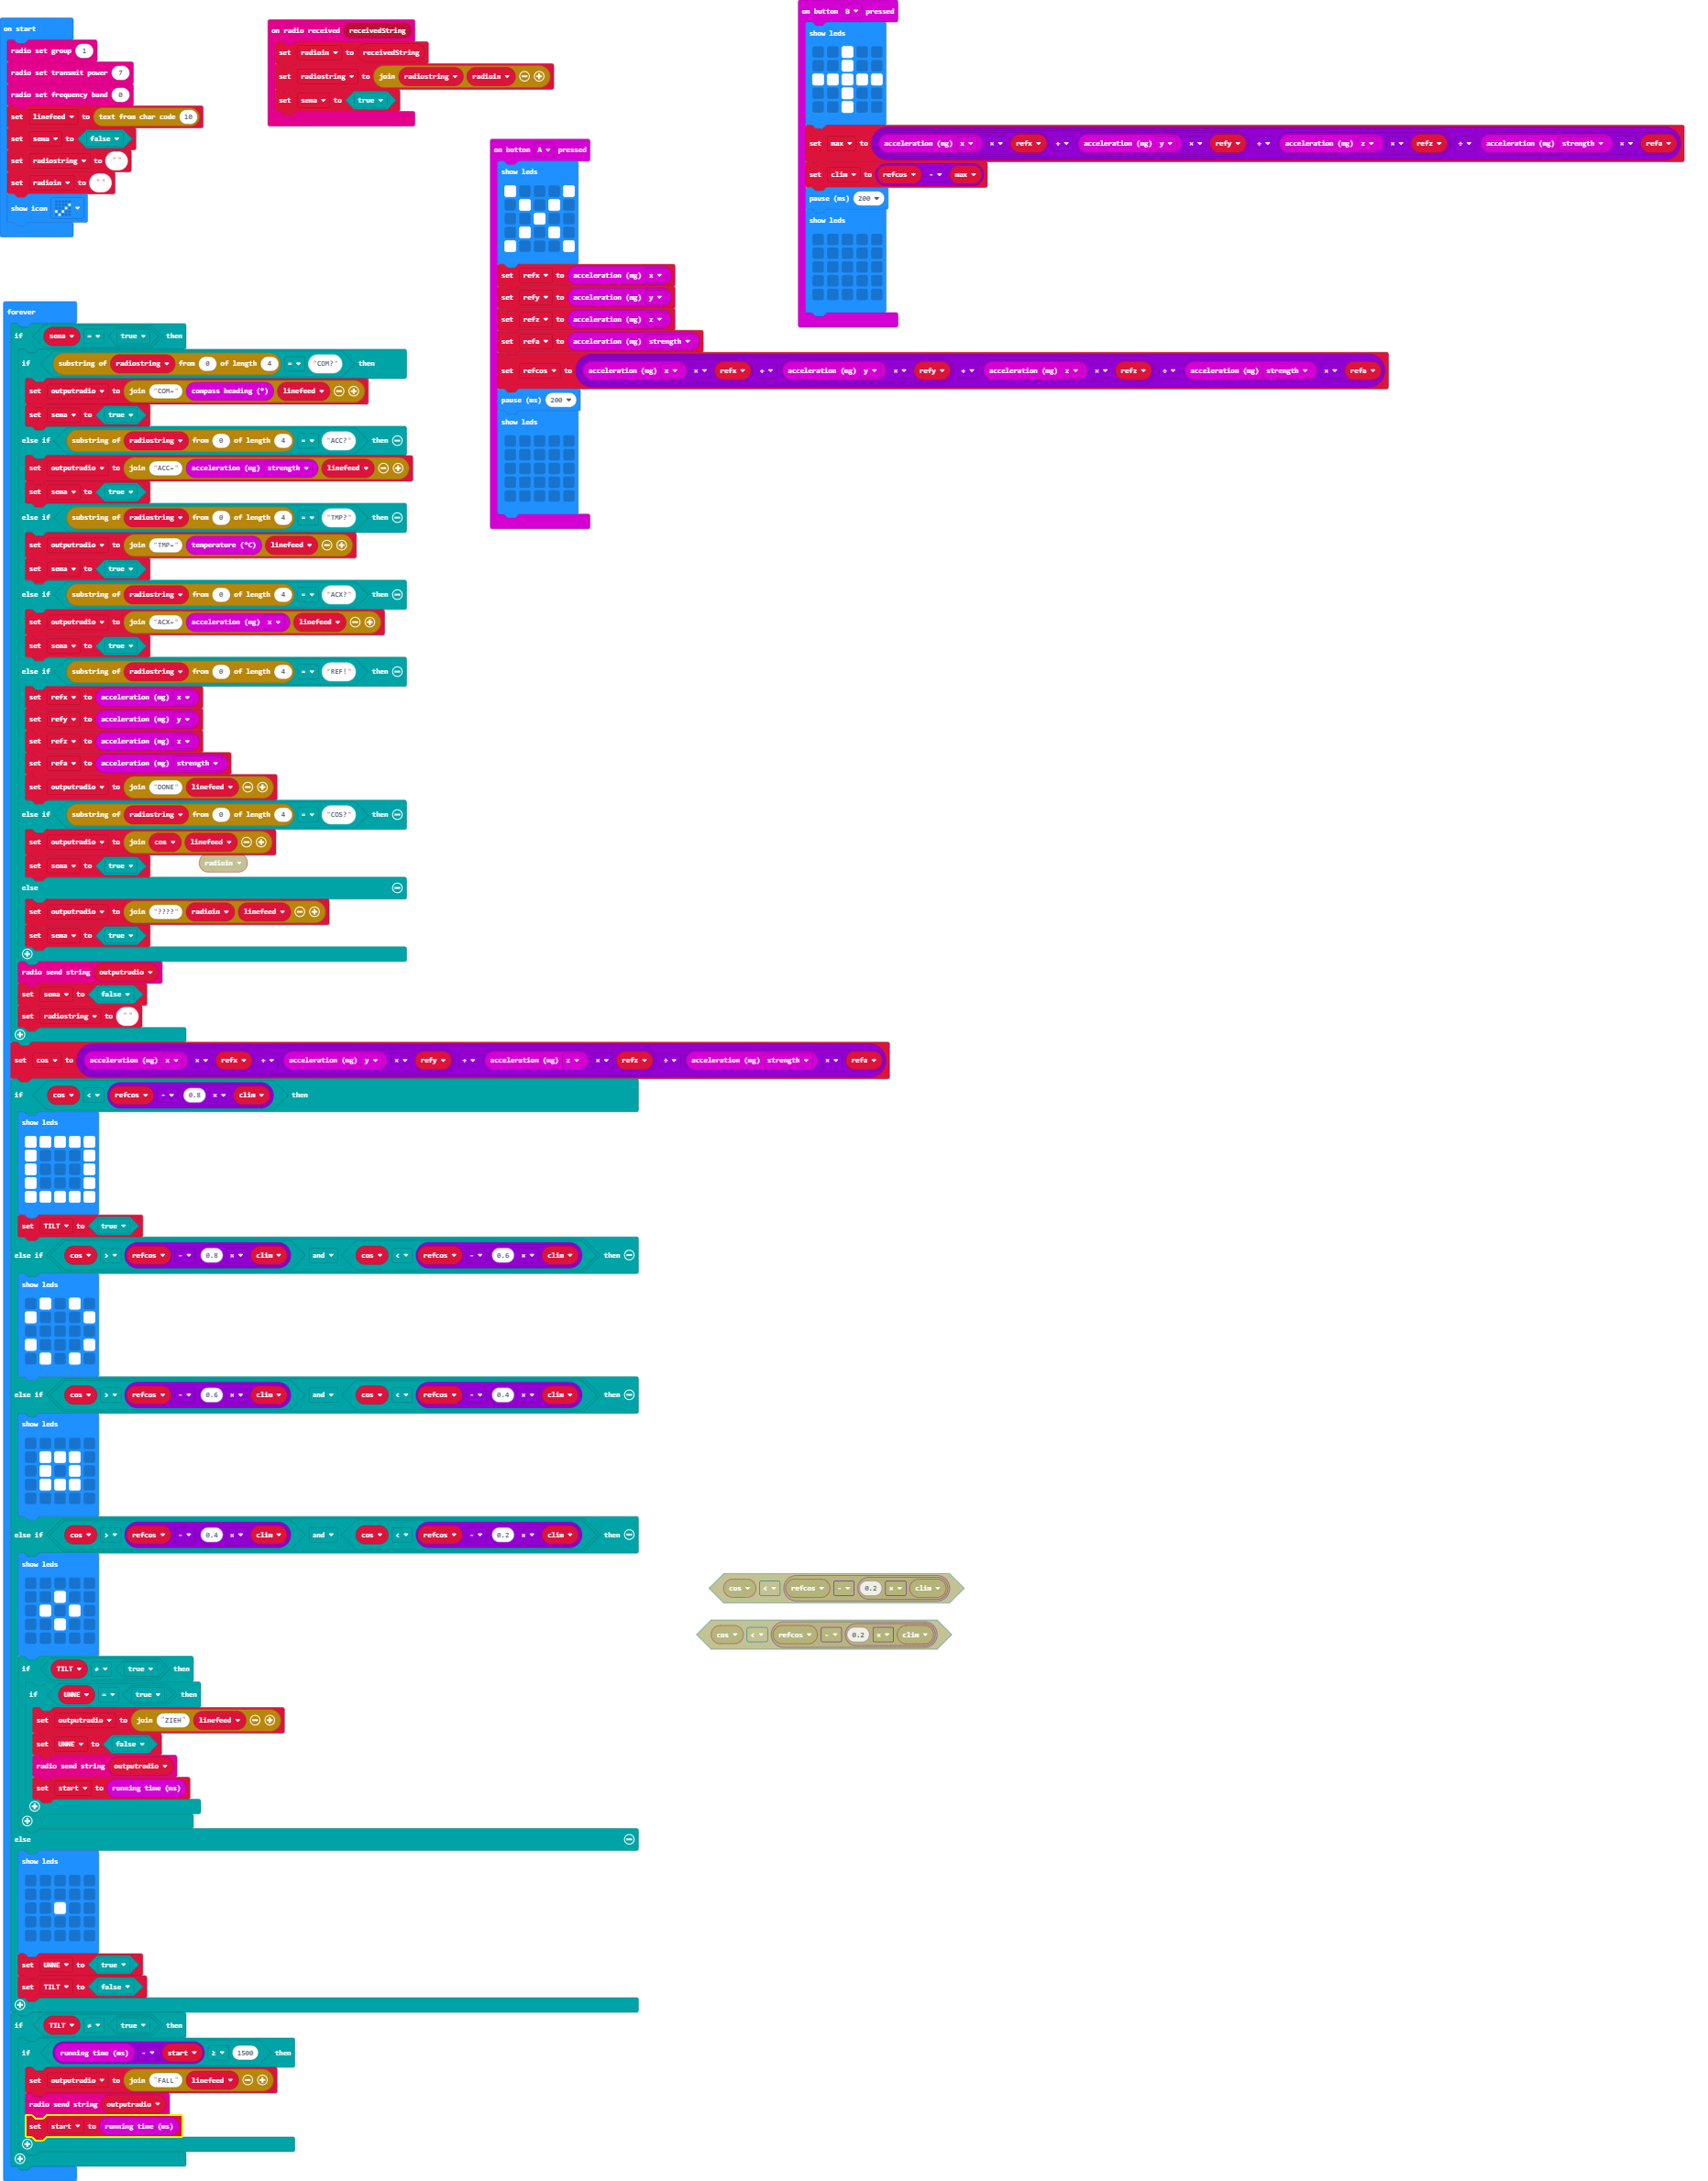 on start
radio set group 1
radio set transmit power 7
radio set frequency band 0
set linefeed to text from char code 10
set sema to false
set radiostring to " "
set radioin to " "
show icon
on radio received receivedString
set radioin to receivedString
set radiostring to join radiostring radioin
set sema to true
on button A pressed
show leds
set refx to acceleration (mg) x
set refy to acceleration (mg) y
set refz to acceleration (mg) z
set refa to acceleration (mg) strength
set refcos to acceleration (mg) x × refx + acceleration (mg) y × refy + acceleration (mg) z × refz + acceleration (mg) strength × refa
pause (ms) 200
show leds
on button B pressed
show leds
set max to acceleration (mg) x × refx + acceleration (mg) y × refy + acceleration (mg) z × refz + acceleration (mg) strength × refa
set clim to refcos - max
pause (ms) 200
show leds
forever
if sema = true then
if substring of radiostring from 0 of length 4 = "COM?" then
set outputradio to join "COM=" compass heading (°) linefeed
set sema to true
else if substring of radiostring from 0 of length 4 = "ACC?" then
set outputradio to join "ACC=" acceleration (mg) strength linefeed
set sema to true
else if substring of radiostring from 0 of length 4 = "TMP?" then
set outputradio to join "TMP=" temperature (°C) linefeed
set sema to true
else if substring of radiostring from 0 of length 4 = "ACX?" then
set outputradio to join "ACX=" acceleration (mg) x linefeed
set sema to true
else if substring of radiostring from 0 of length 4 = "REF!" then
set refx to acceleration (mg) x
set refy to acceleration (mg) y
set refz to acceleration (mg) z
set refa to acceleration (mg) strength
set outputradio to join "DONE" linefeed
else if substring of radiostring from 0 of length 4 = "COS?" then
set outputradio to join cos linefeed
set sema to true
radioin
else
set outputradio to join "????" radioin linefeed
set sema to true
radio send string outputradio
set sema to false
set radiostring to " "
set cos to acceleration (mg) x × refx + acceleration (mg) y × refy + acceleration (mg) z × refz + acceleration (mg) strength × refa
if cos < refcos - 0.8 × clim then
show leds
set TILT to true
else if cos > refcos - 0.8 × clim and cos < refcos - 0.6 × clim then
show leds
else if cos > refcos - 0.6 × clim and cos < refcos - 0.4 × clim then
show leds
else if cos > refcos - 0.4 × clim and cos < refcos - 0.2 × clim then
show leds
cos < refcos - 0.2 × clim
cos < refcos - 0.2 × clim
if TILT ≠ true then
if UNNE = true then
set outputradio to join "ZIEH" linefeed
set UNNE to false
radio send string outputradio
set start to running time (ms)
else
show leds
set UNNE to true
set TILT to false
if TILT ≠ true then
if running time (ms) - start ≥ 1500 then
set outputradio to join "FALL" linefeed
radio send string outputradio
set start to running time (ms)